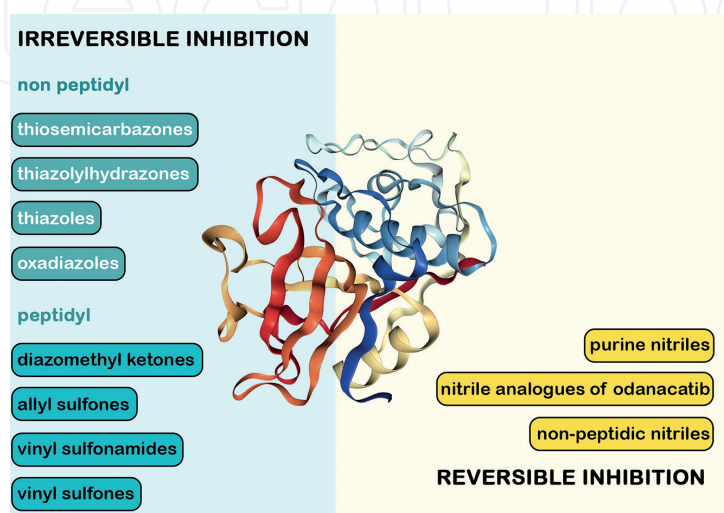 IRREVERSIBLE INHIBITION
non peptidyl
thiosemicarbazones
thiazolylhydrazones
thiazoles
oxadiazoles
peptidyl
diazomethyl ketones
allyl sulfones
vinyl sulfonamides
vinyl sulfones
purine nitriles
nitrile analogues of odanacatib
non-peptidic nitriles
REVERSIBLE INHIBITION